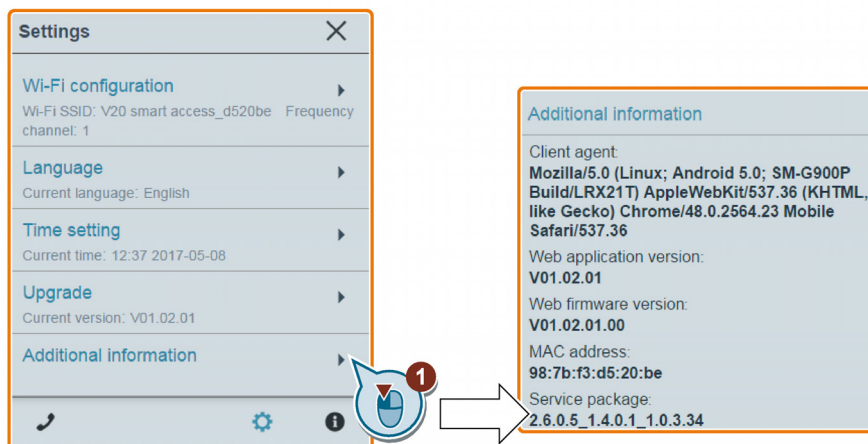 Settings
Wi-Fi configuration
Wi-Fi SSID: V20 smart access_d520be Frequency
channel: 1
Language
Current language: English
Time setting
Current time: 12:37 2017-05-08
Upgrade
Current version: V01.02.01
Additional information
1
Additional information
Client agent:
Mozilla/5.0 (Linux; Android 5.0; SM-G900P
Build/LRX21T) AppleWebKit/537.36 (KHTML,
like Gecko) Chrome/48.0.2564.23 Mobile
Safari/537.36
Web application version:
V01.02.01
Web firmware version:
V01.02.01.00
MAC address:
98:7b:f3:d5:20:be
Service package:
2.6.0.5_1.4.0.1_1.0.3.34